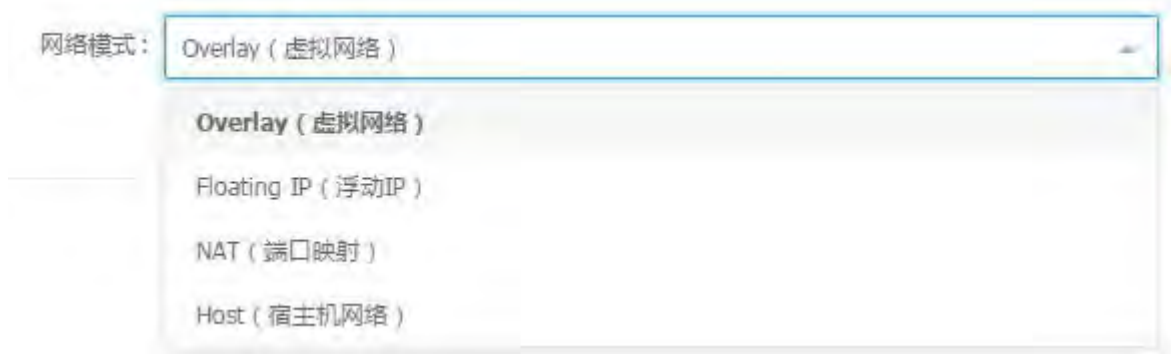 网络模式: Overlay ( 虚拟网络 )
Overlay ( 虚拟网络 )
Floating IP ( 浮动IP )
NAT ( 端口映射 )
Host ( 宿主机网络 )